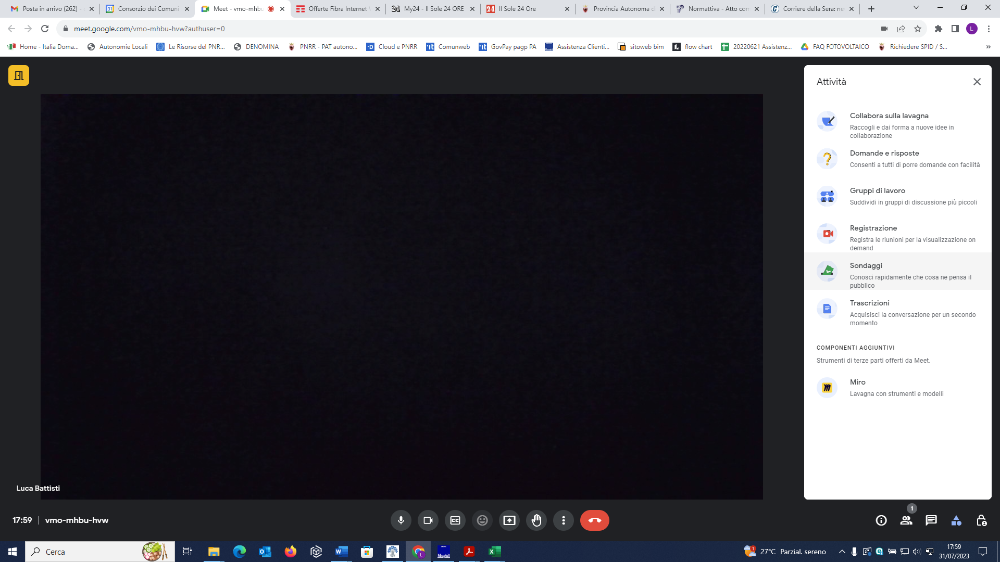 Posta in arrivo (262) -
Consorzio dei Comuni
Meet - vmo-mhbu
Offerte Fibra Internet
My24 - Il Sole 24 ORE
Il Sole 24 Ore
Provincia Autonoma d
Normattiva - Atto com
Corriere della Sera: ne
meet.google.com/vmo-mhbu-hvw?authuser=0
L
Home - Italia Doma...
Autonomie Locali
Le Risorse del PNR...
DENOMINA
PNRR - PAT autono...
Cloud e PNRR
Comunweb
GovPay pagp PA
Assistenza Clienti...
sitoweb bim
flow chart
20220621 Assistenz...
FAQ FOTOVOLTAICO
Richiedere SPID / S...
»
Attività
Collabora sulla lavagna
Raccogli e dai forma a nuove idee in
collaborazione
Domande e risposte
Consenti a tutti di porre domande con facilità
Gruppi di lavoro
Suddividi in gruppi di discussione più piccoli
Registrazione
Registra le riunioni per la visualizzazione on
demand
Sondaggi
Conosci rapidamente che cosa ne pensa il
pubblico
Trascrizioni
Acquisisci la conversazione per un secondo
momento
COMPONENTI AGGIUNTIVI
Strumenti di terze parti offerti da Meet.
Miro
Lavagna con strumenti e modelli
Luca Battisti
17:59 | vmo-mhbu-hvw
1
Cerca
27°C Parzial. sereno
17:59
31/07/2023